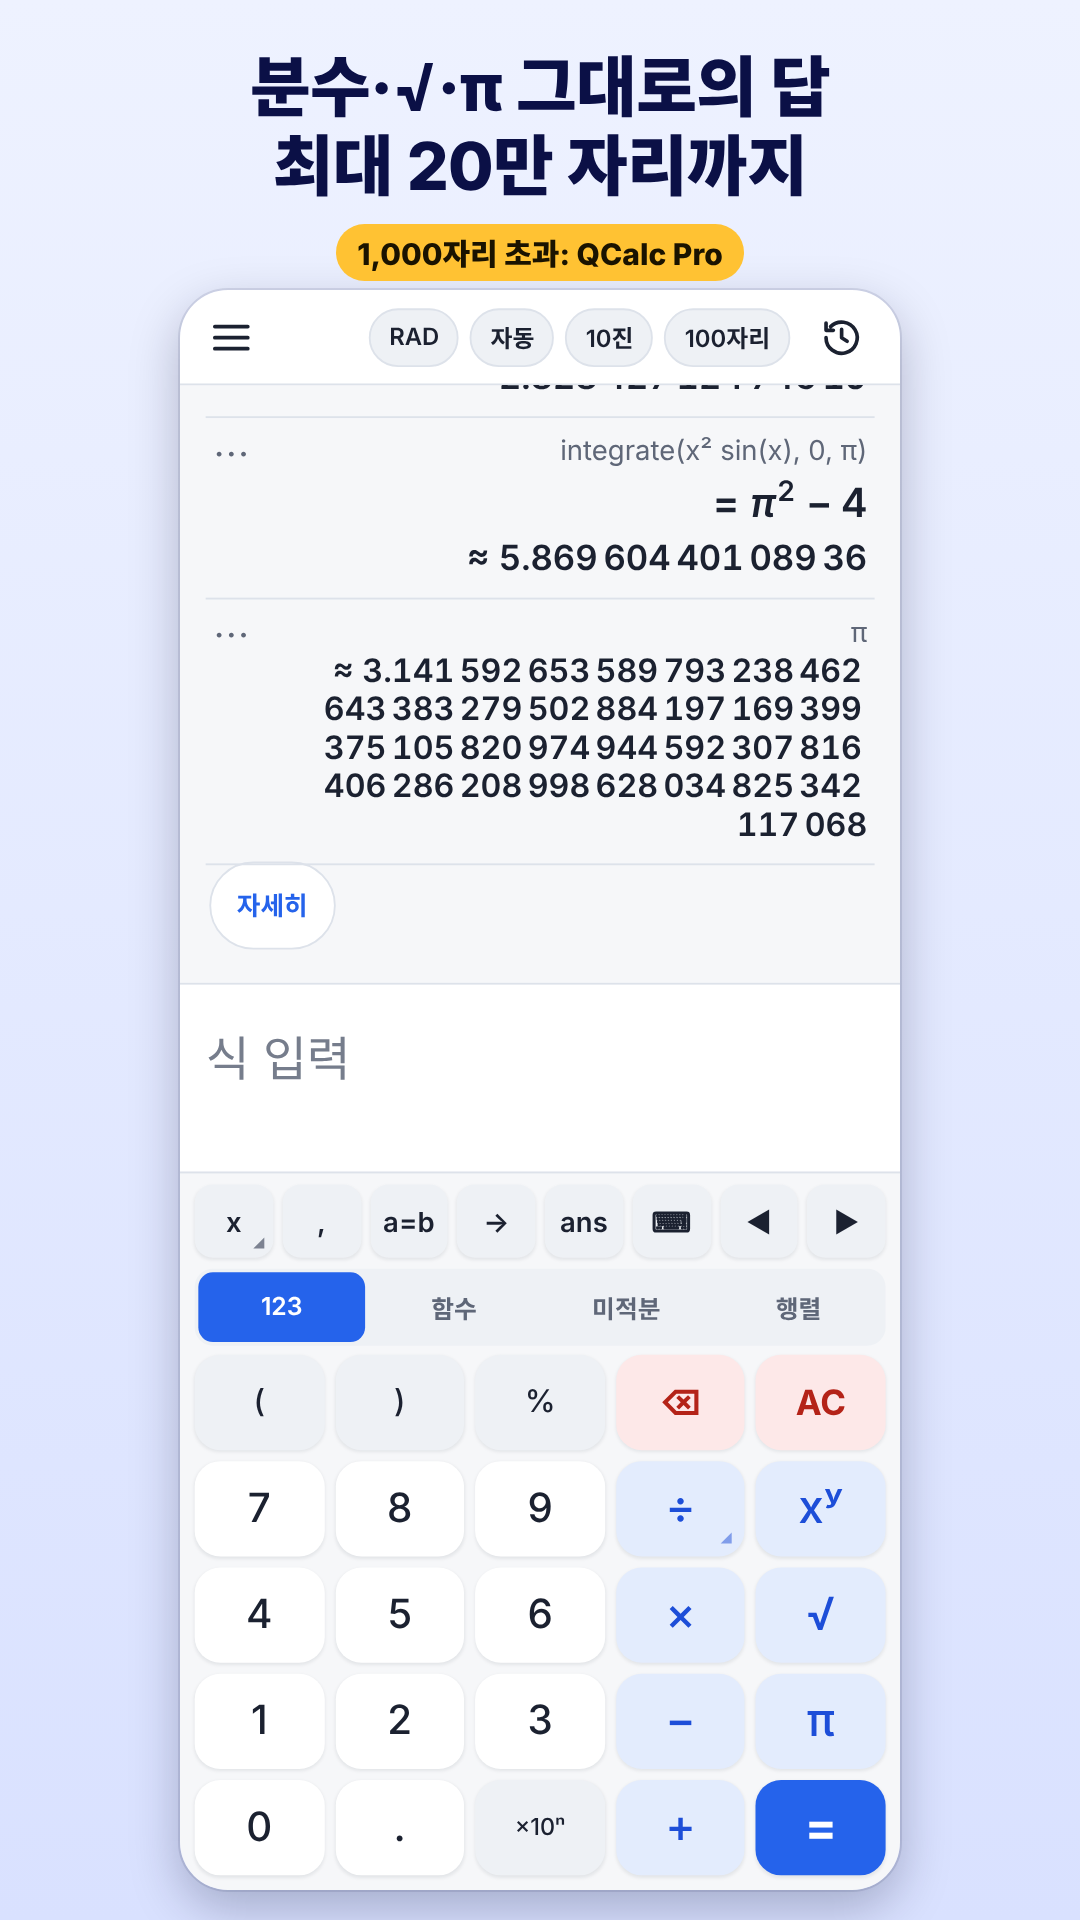 분수·√·π 그대로의 답
최대 20만 자리까지
1,000자리 초과: QCalc Pro
RAD 자동 10진 100자리
... integrate(x² sin(x), 0, π)
= π² − 4
≈ 5.869 604 401 089 36
... π
≈ 3.141 592 653 589 793 238 462
643 383 279 502 884 197 169 399
375 105 820 974 944 592 307 816
406 286 208 998 628 034 825 342
117 068
자세히
식 입력
x , a=b → ans ⌨ ◀ ▶
123 함수 미적분 행렬
( ) % ⌫ AC
7 8 9 ÷ xʸ
4 5 6 × √
1 2 3 − π
0 . ×10ⁿ + =